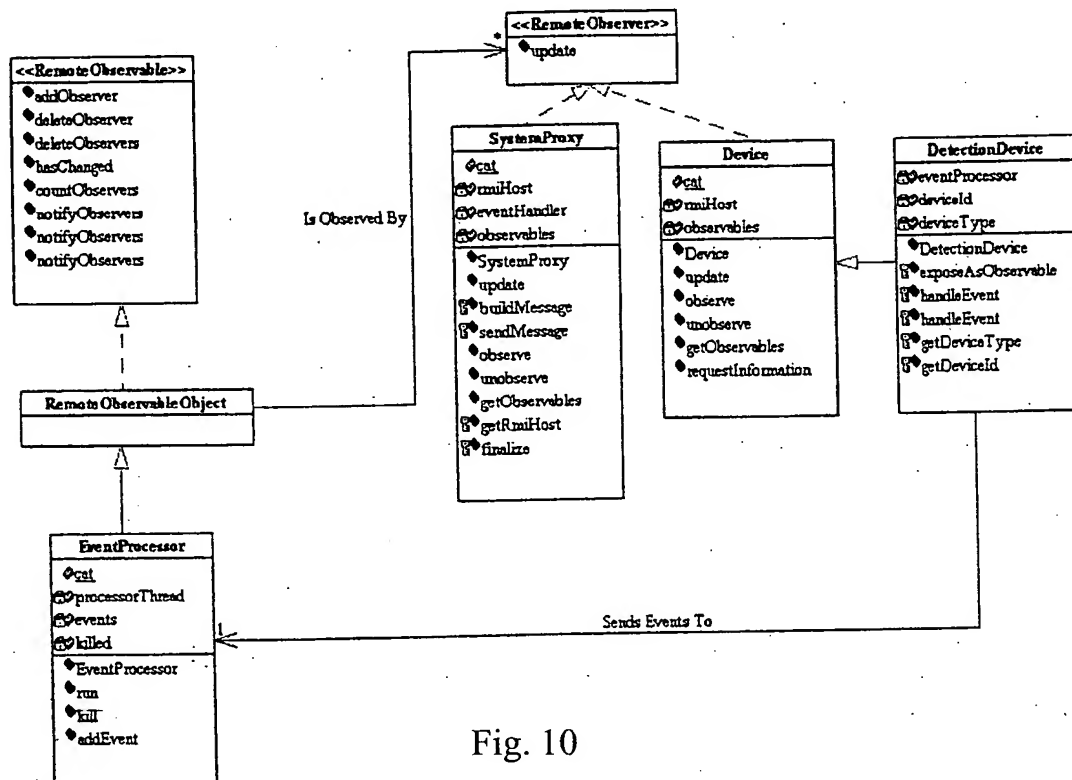 <<RemoteObserver>>
update
*
<<RemoteObservable>>
addObserver
deleteObserver
deleteObservers
hasChanged
countObservers
notifyObservers
notifyObservers
notifyObservers
Is Observed By
SystemProxy
cat
rmiHost
eventHandler
observables
SystemProxy
update
buildMessage
sendMessage
observe
unobserve
getObservables
getRmiHost
finalize
Device
cat
rmiHost
observables
Device
update
observe
unobserve
getObservables
requestInformation
DetectionDevice
eventProcessor
deviceId
deviceType
DetectionDevice
exposeAsObservable
handleEvent
handleEvent
getDeviceType
getDeviceId
RemoteObservableObject
EventProcessor
cat
processorThread
events
killed
EventProcessor
run
kill
addEvent
1
Sends Events To
Fig. 10